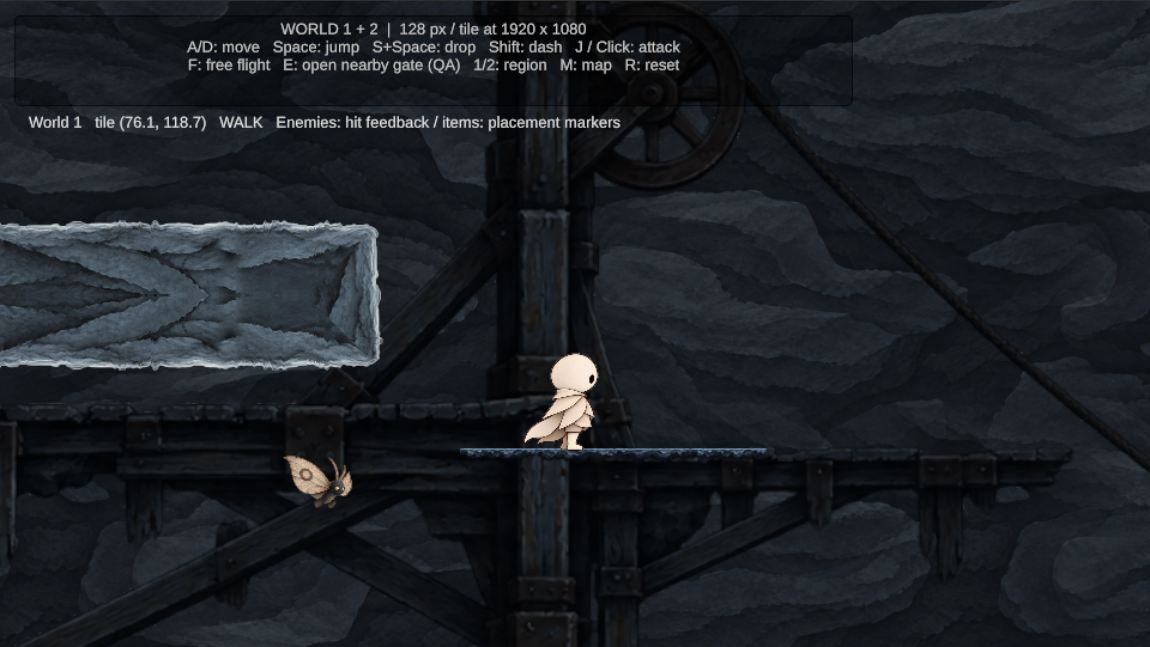 WORLD 1 + 2 | 128 px / tile at 1920 x 1080
A/D: move Space: jump S+Space: drop Shift: dash J / Click: attack
F: free flight E: open nearby gate (QA) 1/2: region M: map R: reset
World 1 tile (76.1, 118.7) WALK Enemies: hit feedback / items: placement markers